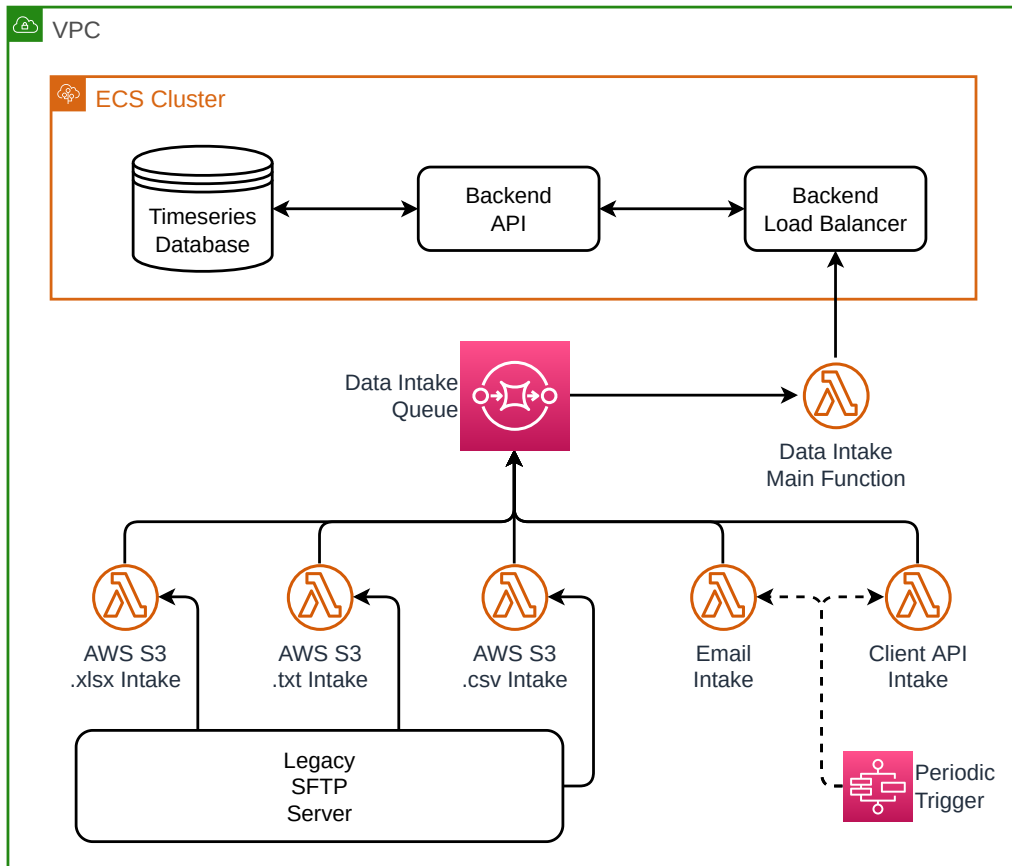 VPC
ECS Cluster
Timeseries
Database
Backend
API
Backend
Load Balancer
Data Intake
Queue
Data Intake
Main Function
AWS S3
.xlsx Intake
AWS S3
.txt Intake
AWS S3
.csv Intake
Email
Intake
Client API
Intake
Legacy
SFTP
Server
Periodic
Trigger